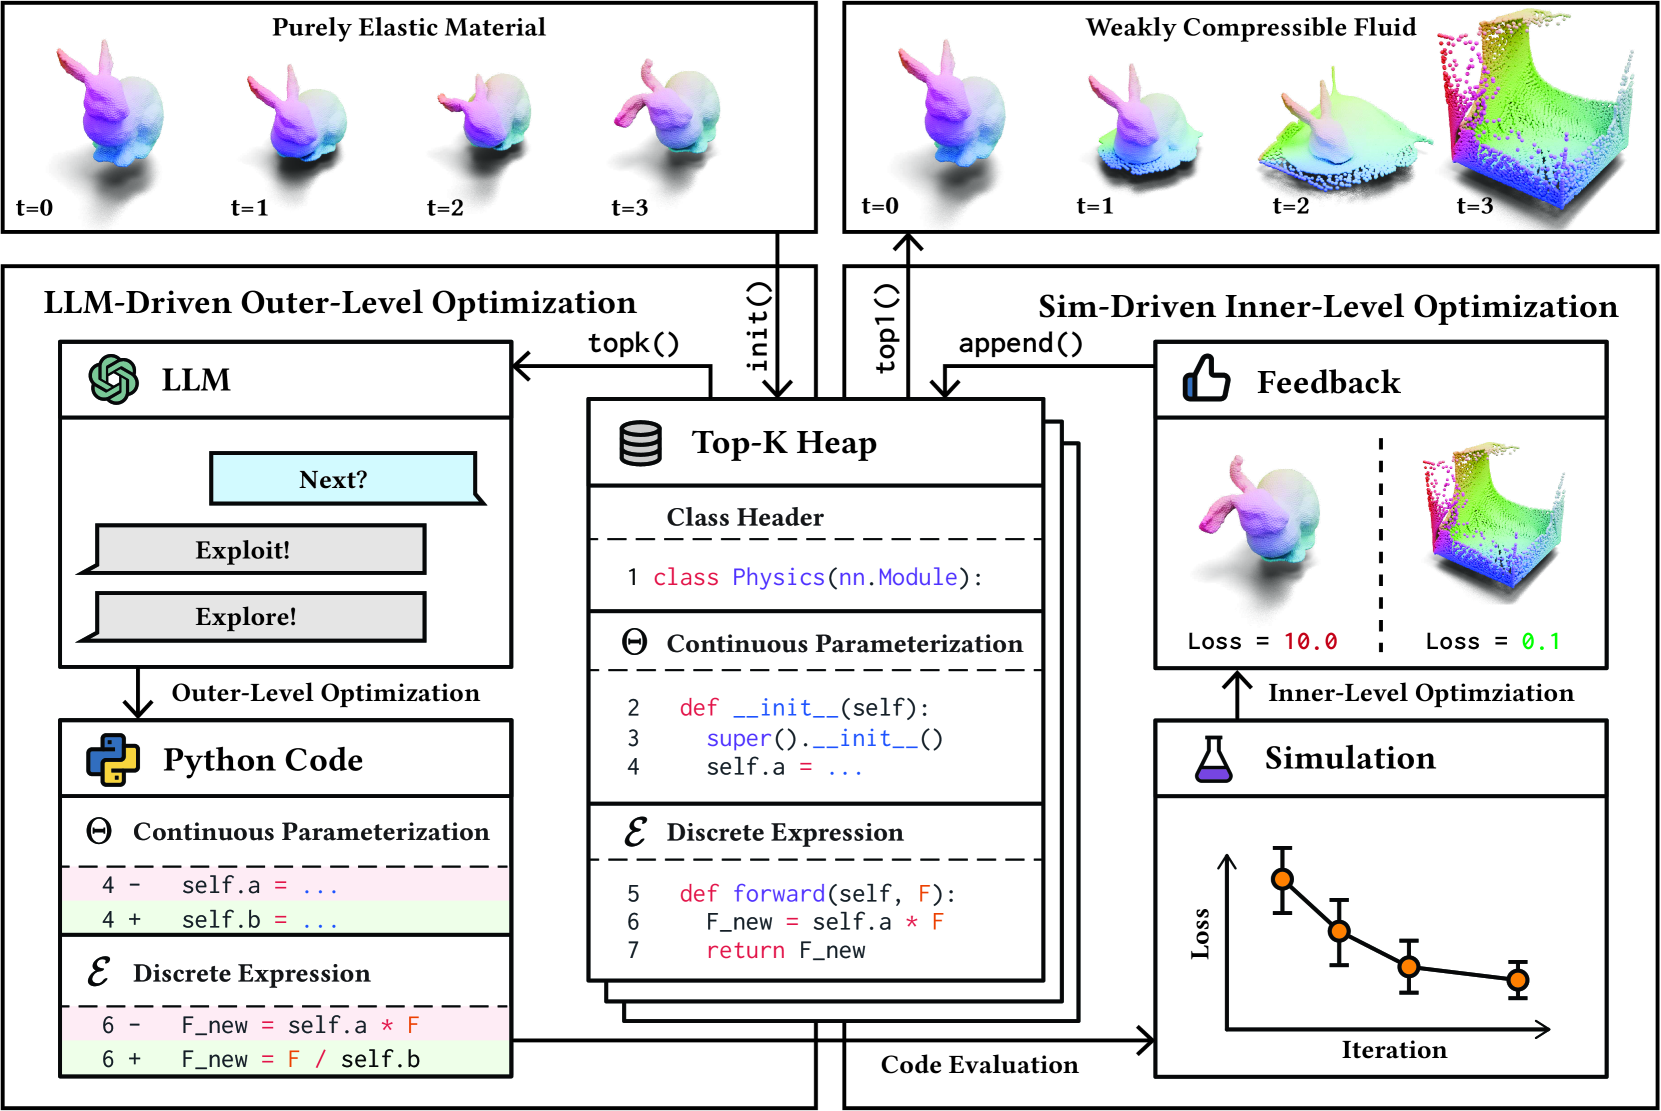 Purely Elastic Material
t=0
t=1
t=2
t=3
Weakly Compressible Fluid
t=0
t=1
t=2
t=3
LLM-Driven Outer-Level Optimization
init()
topk()
LLM
Next?
Exploit!
Explore!
Outer-Level Optimization
Python Code
Θ Continuous Parameterization
4 - self.a = ...
4 + self.b = ...
ℰ Discrete Expression
6 - F_new = self.a * F
6 + F_new = F / self.b
Top-K Heap
Class Header
1 class Physics(nn.Module):
Θ Continuous Parameterization
2 def __init__(self):
3 super().__init__()
4 self.a = ...
ℰ Discrete Expression
5 def forward(self, F):
6 F_new = self.a * F
7 return F_new
Sim-Driven Inner-Level Optimization
top1()
append()
Feedback
Loss = 10.0
Loss = 0.1
Inner-Level Optimziation
Simulation
Loss
Iteration
Code Evaluation